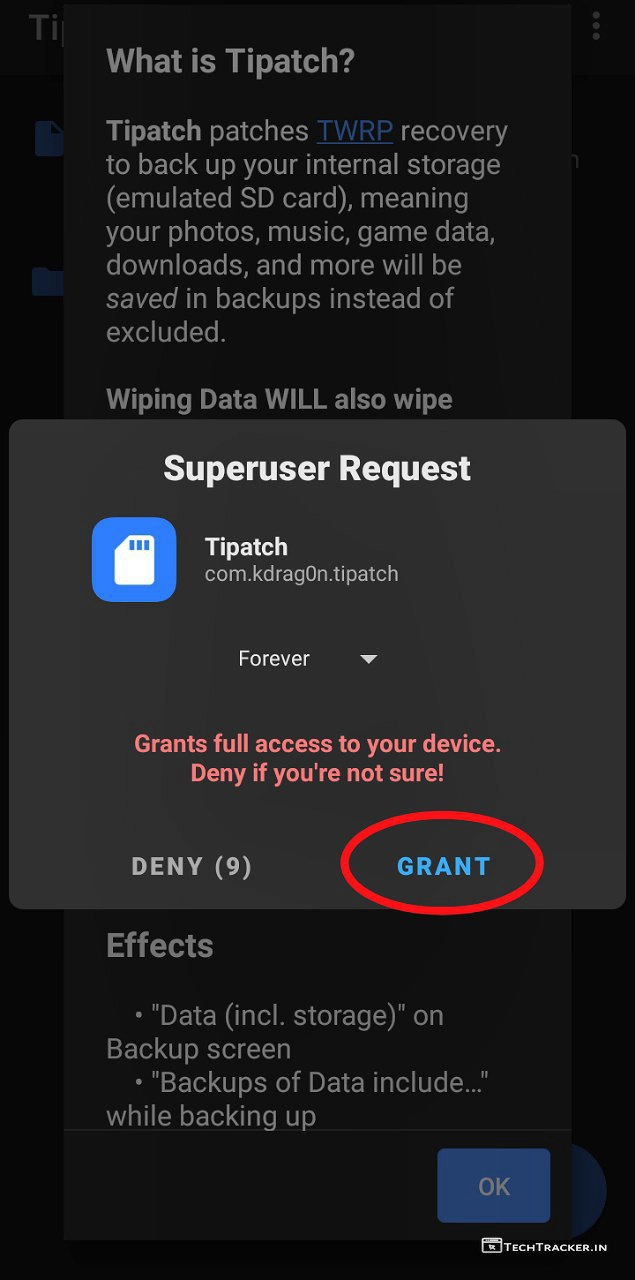 Tip
What is Tipatch?
Tipatch patches TWRP recovery
to back up your internal storage
(emulated SD card), meaning
your photos, music, game data,
downloads, and more will be
saved in backups instead of
excluded.
Wiping Data WILL also wipe
Superuser Request
Tipatch
com.kdrag0n.tipatch
Forever
Grants full access to your device.
Deny if you're not sure!
DENY (9)
GRANT
Effects
• "Data (incl. storage)" on
Backup screen
• "Backups of Data include…"
while backing up
OK
TECHTRACKER.IN